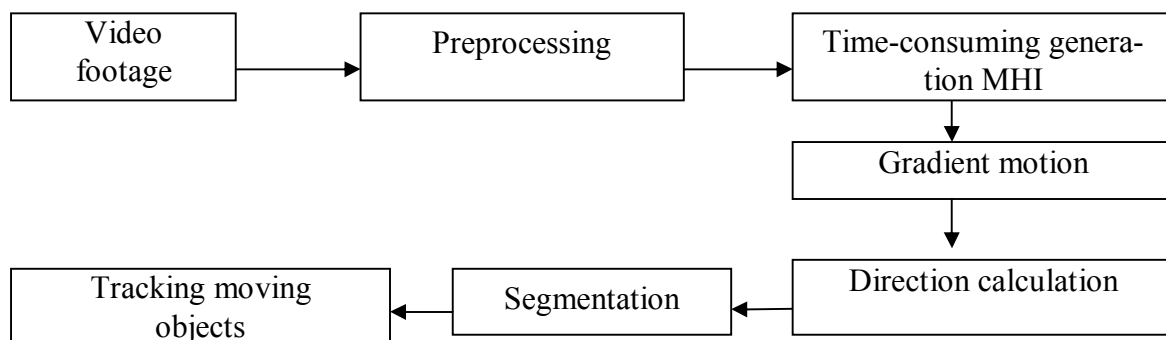 Video
footage
Preprocessing
Time-consuming genera-
tion MHI
Gradient motion
Direction calculation
Segmentation
Tracking moving
objects